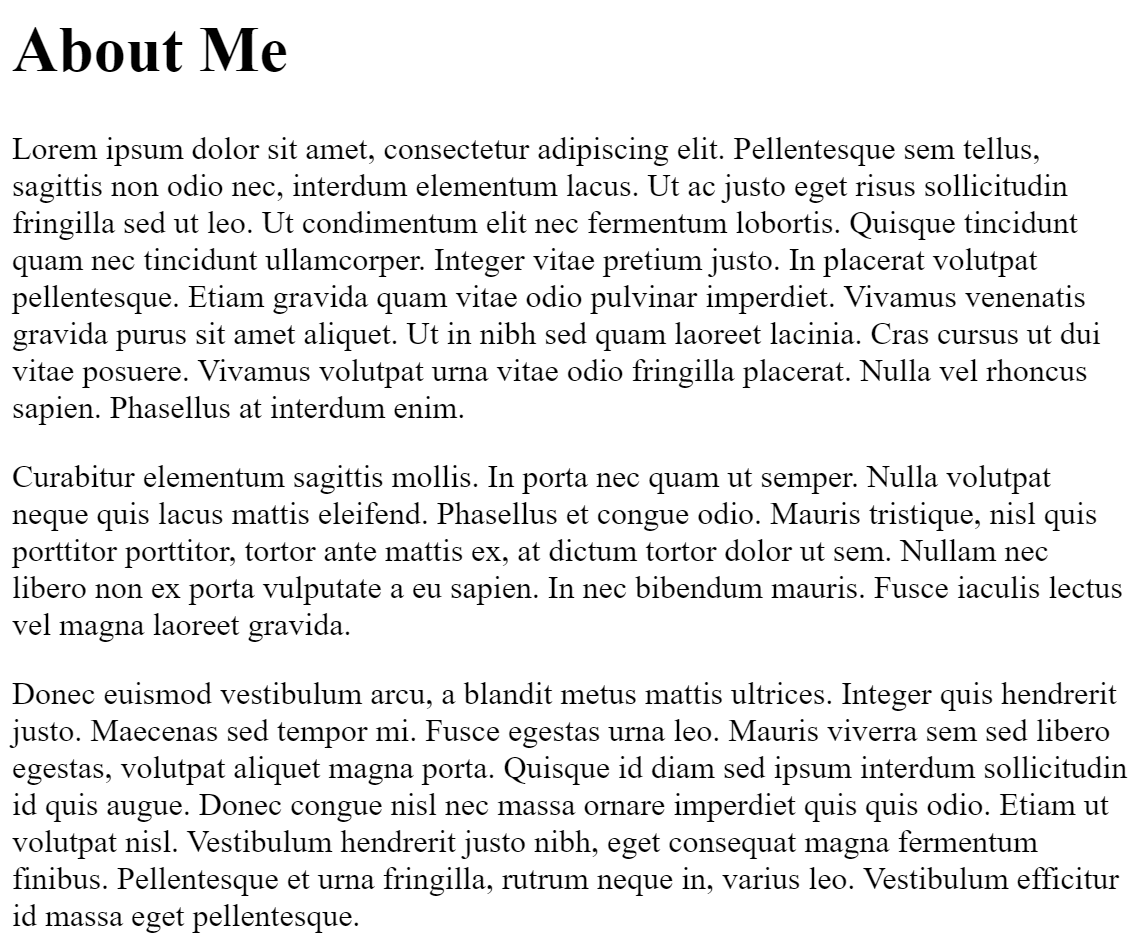 About Me
Lorem ipsum dolor sit amet, consectetur adipiscing elit. Pellentesque sem tellus,
sagittis non odio nec, interdum elementum lacus. Ut ac justo eget risus sollicitudin
fringilla sed ut leo. Ut condimentum elit nec fermentum lobortis. Quisque tincidunt
quam nec tincidunt ullamcorper. Integer vitae pretium justo. In placerat volutpat
pellentesque. Etiam gravida quam vitae odio pulvinar imperdiet. Vivamus venenatis
gravida purus sit amet aliquet. Ut in nibh sed quam laoreet lacinia. Cras cursus ut dui
vitae posuere. Vivamus volutpat urna vitae odio fringilla placerat. Nulla vel rhoncus
sapien. Phasellus at interdum enim.
Curabitur elementum sagittis mollis. In porta nec quam ut semper. Nulla volutpat
neque quis lacus mattis eleifend. Phasellus et congue odio. Mauris tristique, nisl quis
porttitor porttitor, tortor ante mattis ex, at dictum tortor dolor ut sem. Nullam nec
libero non ex porta vulputate a eu sapien. In nec bibendum mauris. Fusce iaculis lectus
vel magna laoreet gravida.
Donec euismod vestibulum arcu, a blandit metus mattis ultrices. Integer quis hendrerit
justo. Maecenas sed tempor mi. Fusce egestas urna leo. Mauris viverra sem sed libero
egestas, volutpat aliquet magna porta. Quisque id diam sed ipsum interdum sollicitudin
id quis augue. Donec congue nisl nec massa ornare imperdiet quis quis odio. Etiam ut
volutpat nisl. Vestibulum hendrerit justo nibh, eget consequat magna fermentum
finibus. Pellentesque et urna fringilla, rutrum neque in, varius leo. Vestibulum efficitur
id massa eget pellentesque.